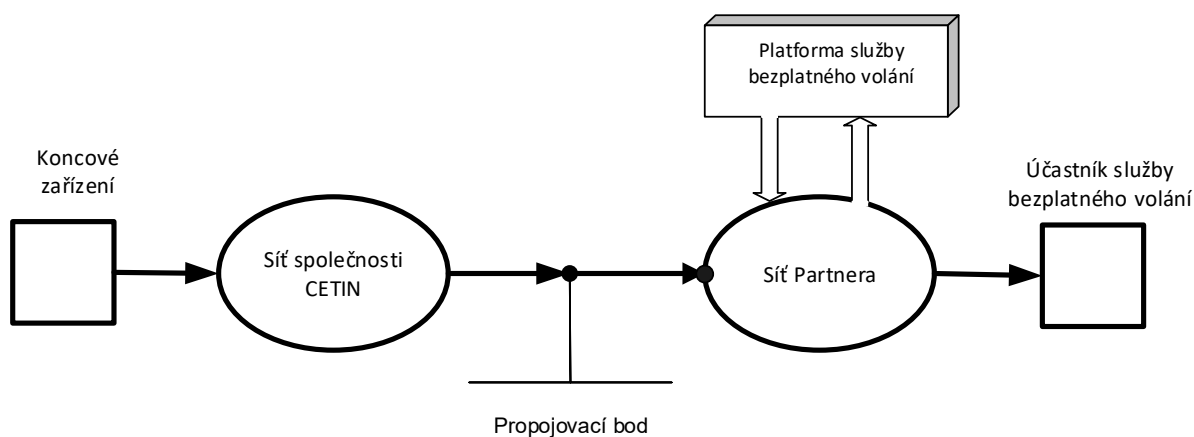 Platforma služby
bezplatného volání
Koncové
zařízení
Účastník služby
bezplatného volání
Síť společnosti
CETIN
Síť Partnera
Propojovací bod